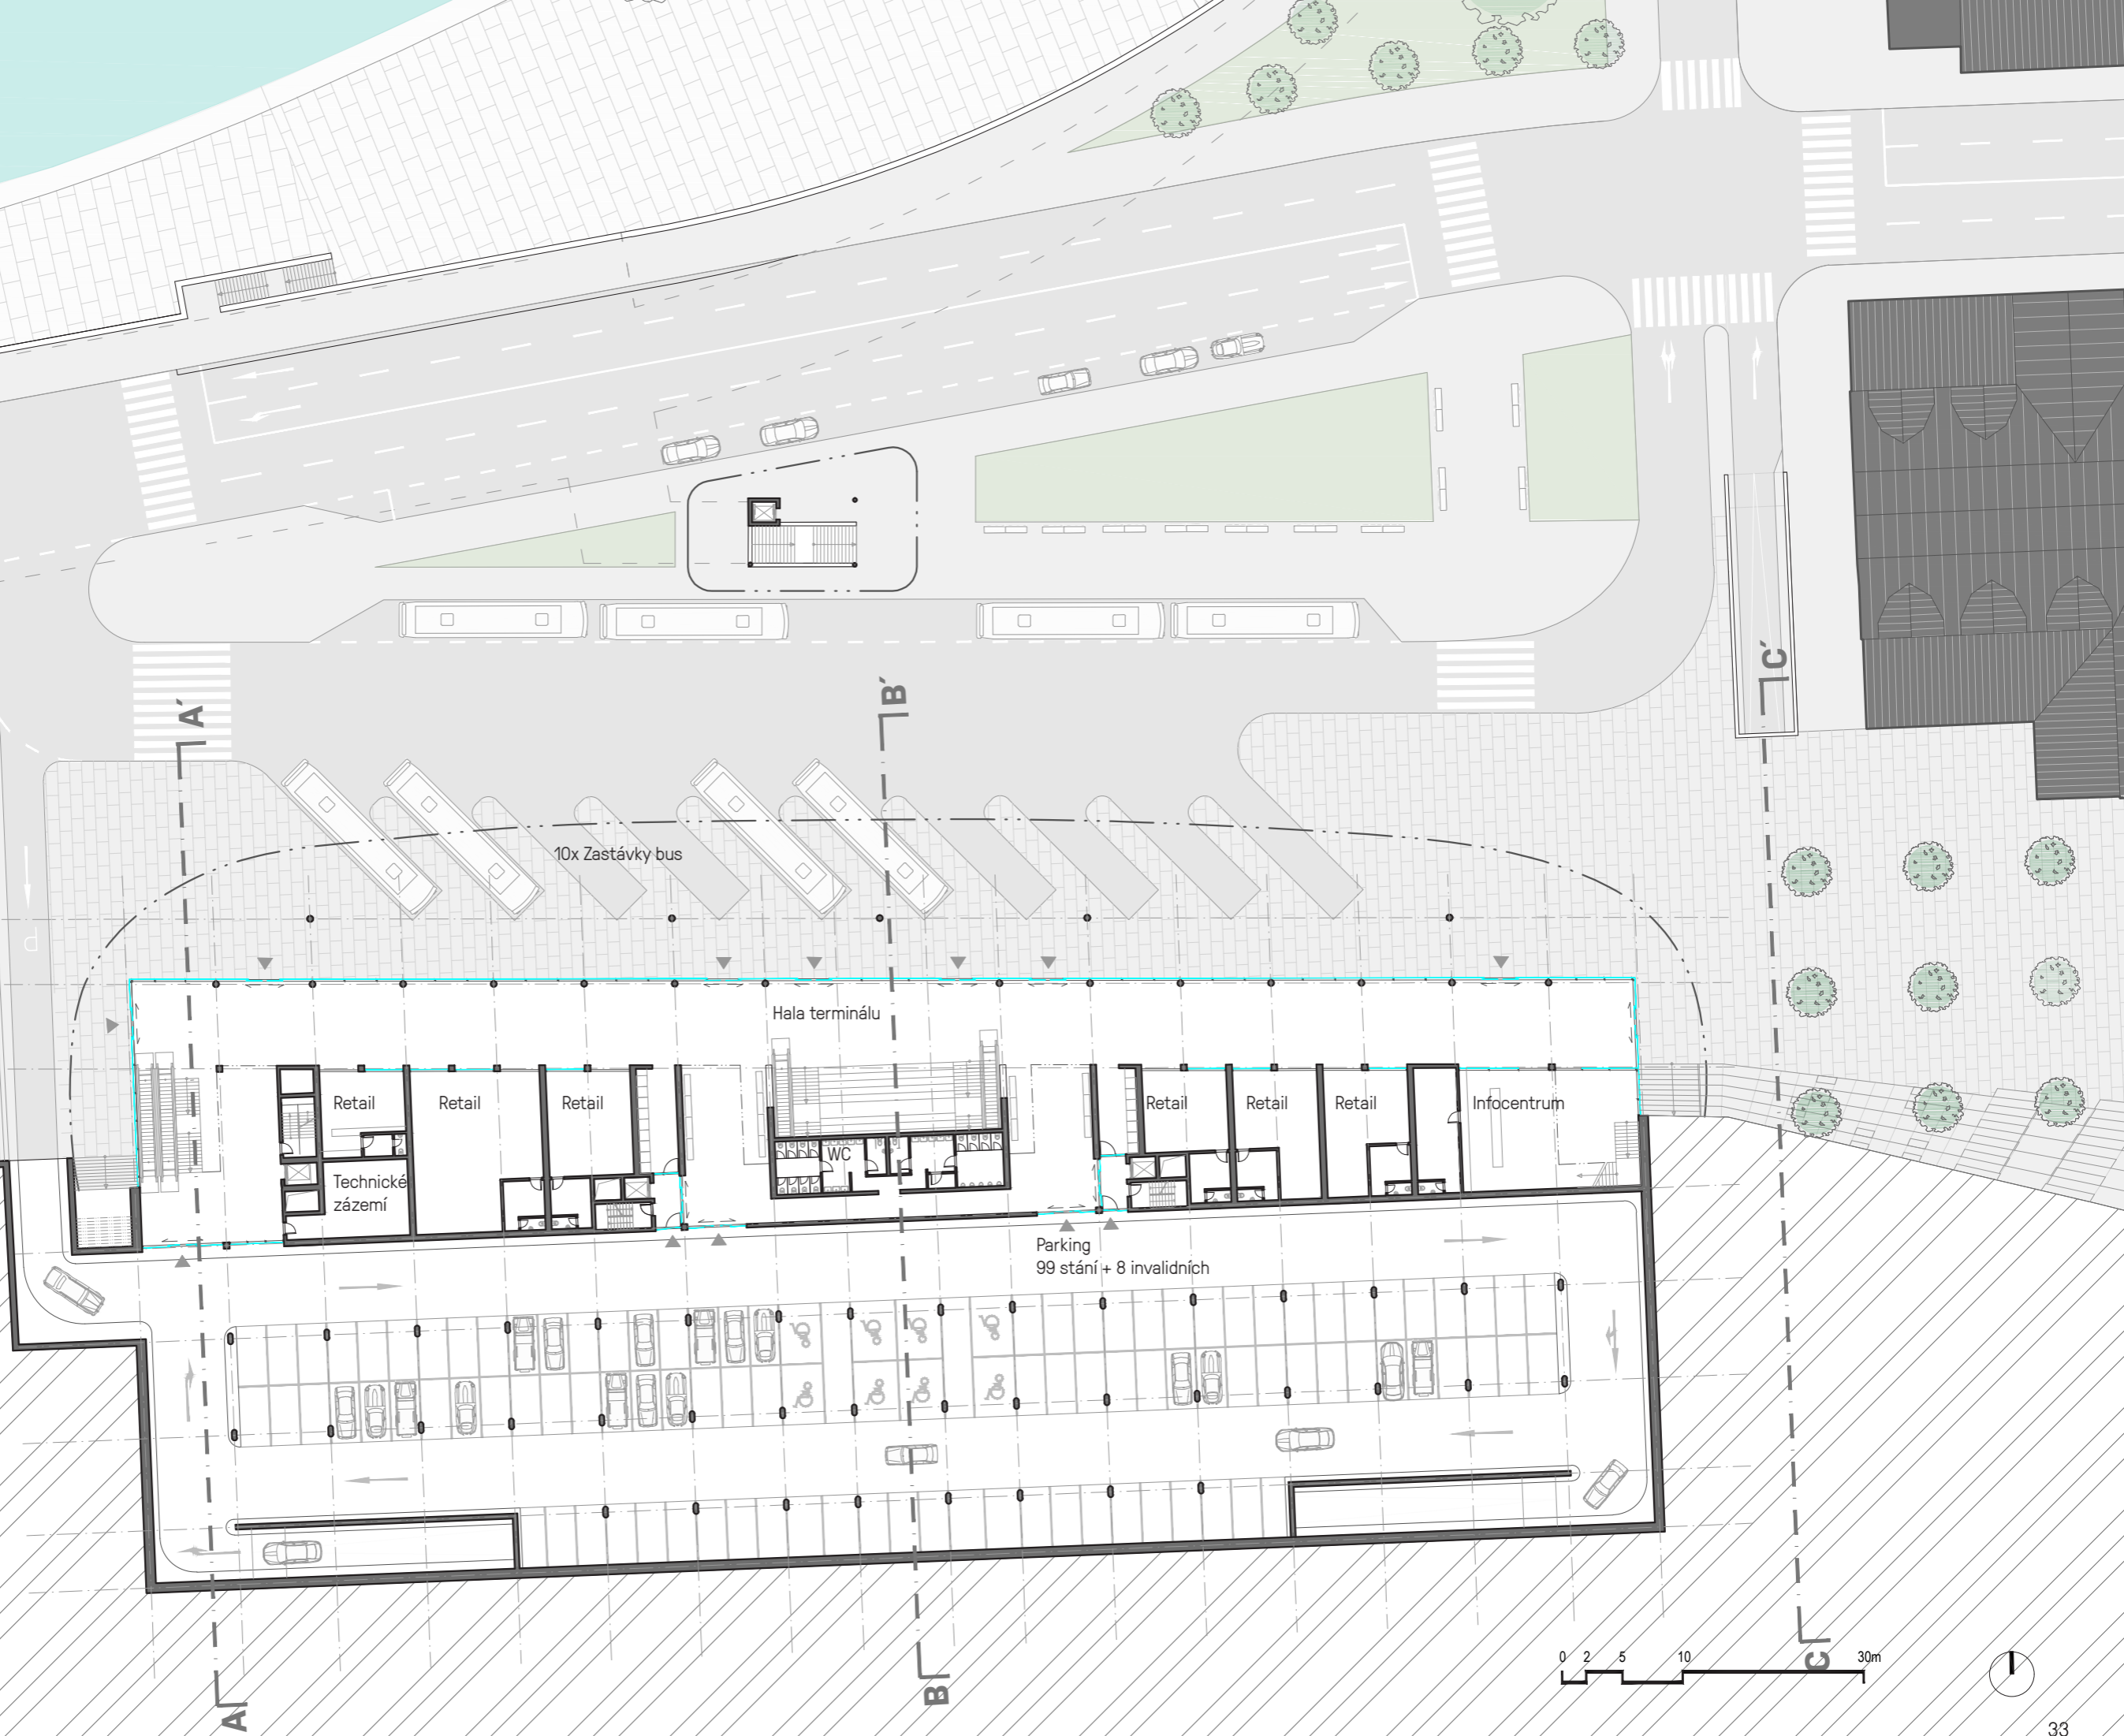 C´
A´
B´
10x Zastávky bus
P
Hala terminálu
Retail
Retail
Retail
Retail
Retail
Retail
Infocentrum
WC
Technické
zázemí
Parking
99 stání + 8 invalidních
0 2 5 10 30m
C
B
A
33